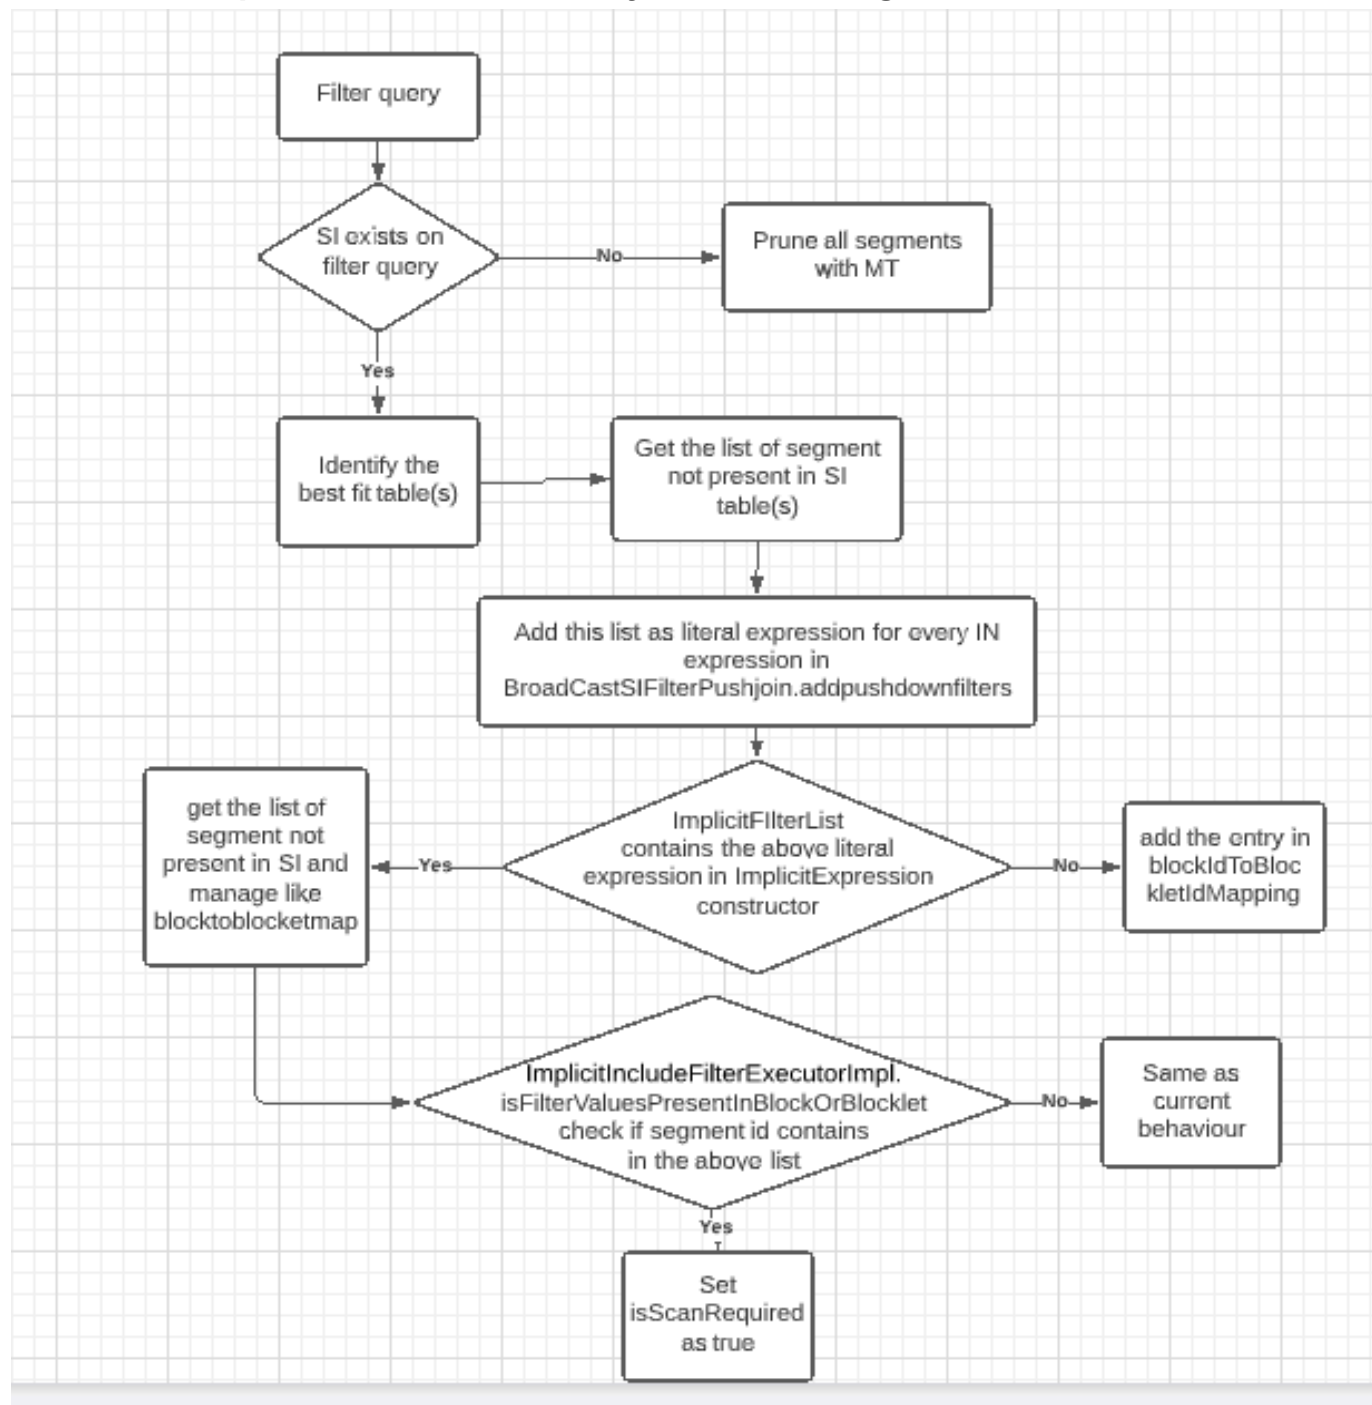 Filter query
SI exists on
filter query
No
Prune all segments
with MT
Yes
Identify the
best fit table(s)
Get the list of segment
not present in SI
table(s)
Add this list as literal expression for every IN
expression in
BroadCastSIFilterPushjoin.addpushdownfilters
ImplicitFIlterList
contains the above literal
expression in ImplicitExpression
constructor
Yes
get the list of
segment not
present in SI and
manage like
blocktoblocketmap
No
add the entry in
blockIdToBloc
kletIdMapping
ImplicitIncludeFilterExecutorImpl.
isFilterValuesPresentInBlockOrBlocklet
check if segment id contains
in the above list
No
Same as
current
behaviour
Yes
Set
isScanRequired
as true